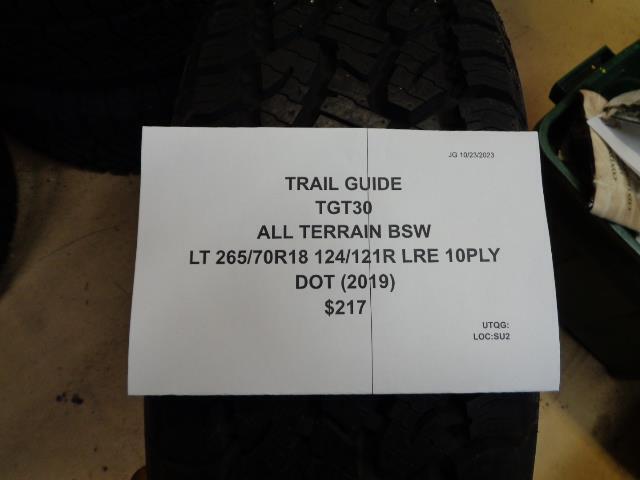 JG 10/23/2023
TRAIL GUIDE
TGT30
ALL TERRAIN BSW
LT 265/70R18 124/121R LRE 10PLY
DOT (2019)
$217
UTQG:
LOC:SU2